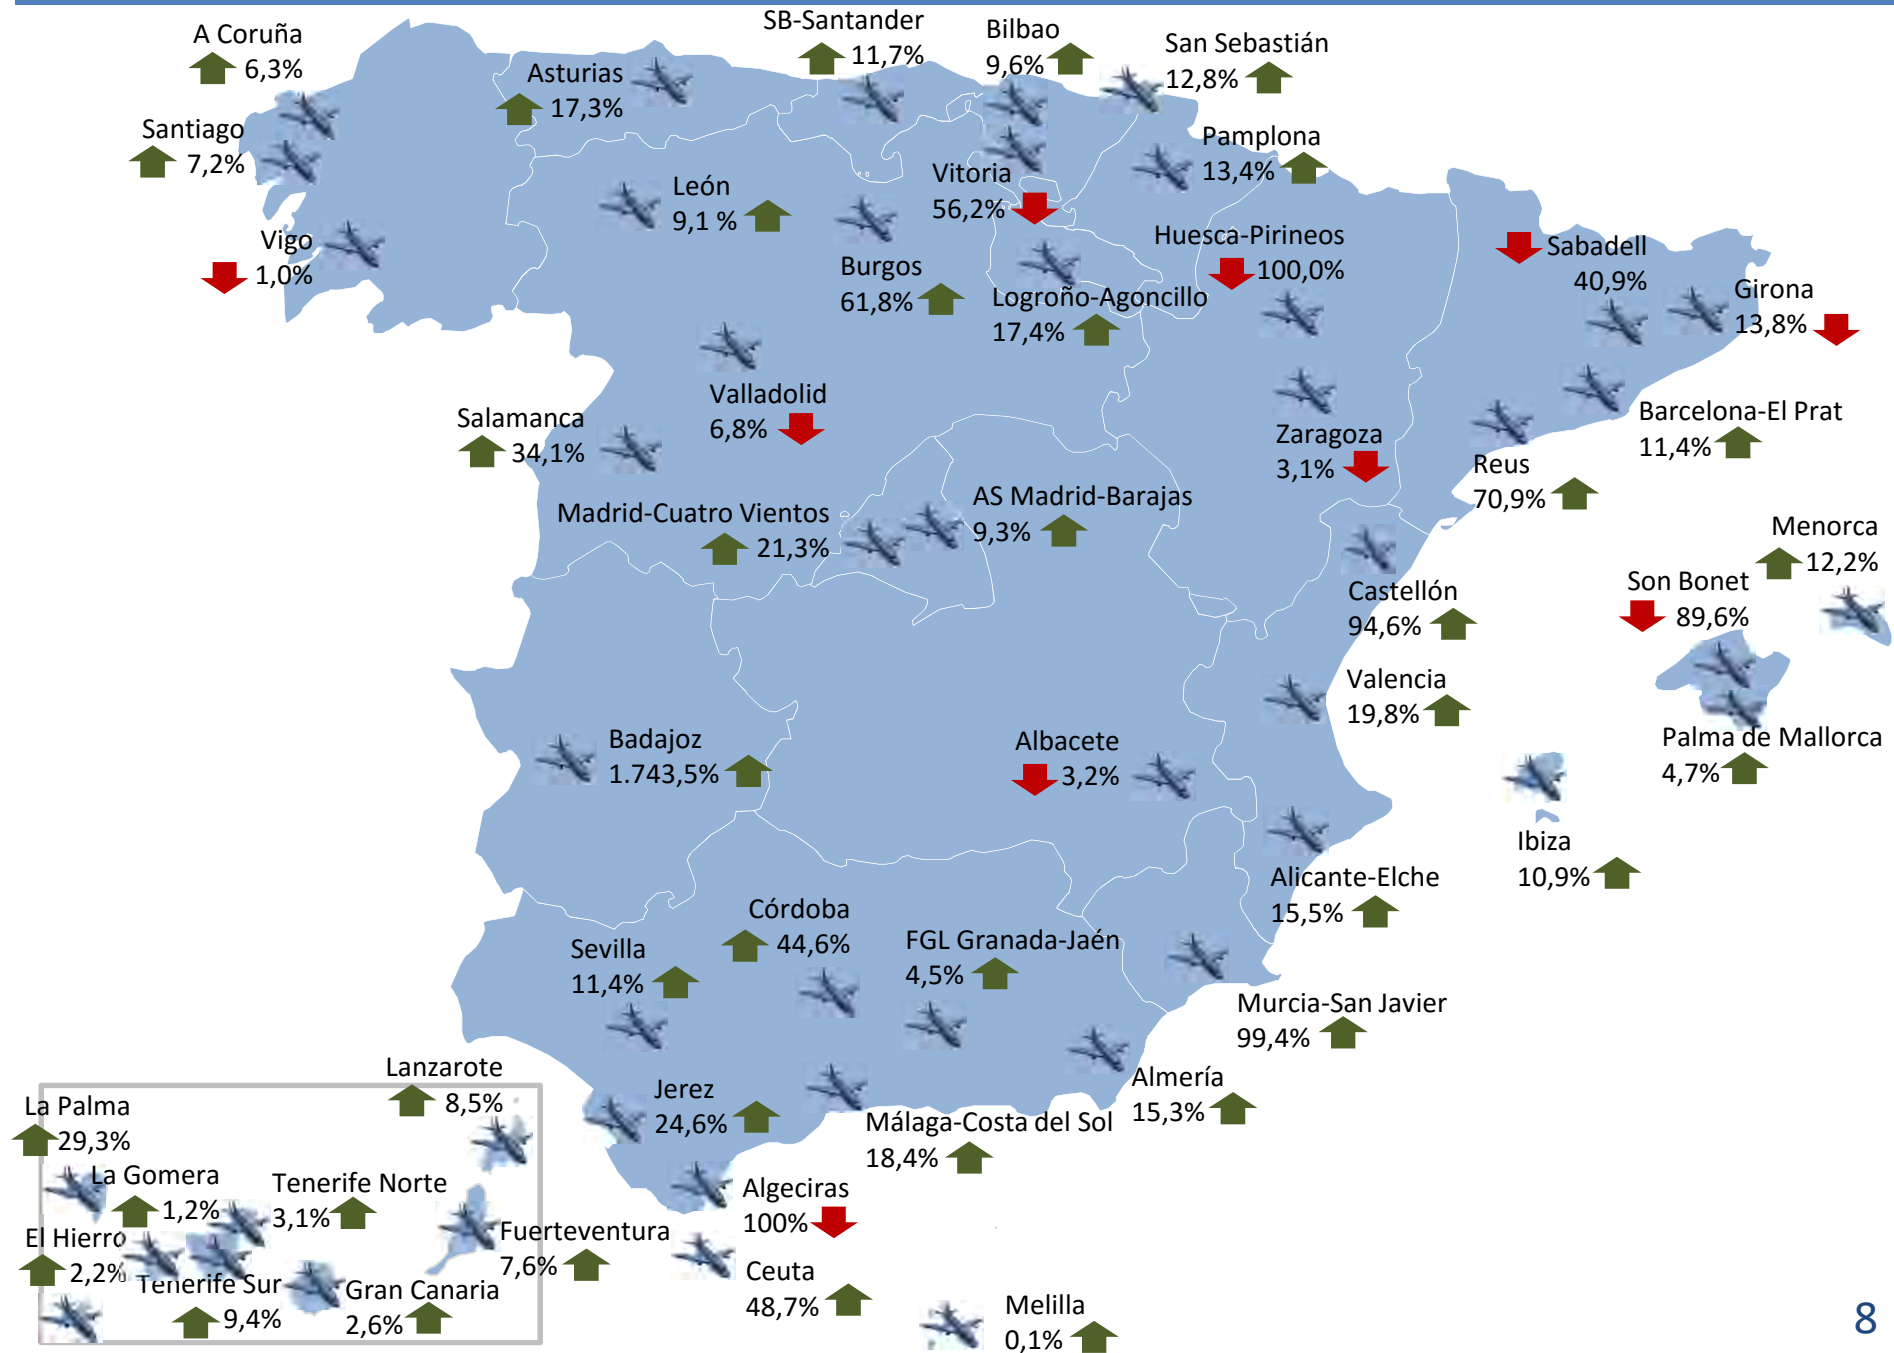 A Coruña
6,3%
Santiago
7,2%
Vigo
1,0%
Asturias
17,3%
SB-Santander
11,7%
Bilbao
9,6%
San Sebastián
12,8%
Pamplona
13,4%
León
9,1 %
Vitoria
56,2%
Burgos
61,8%
Logroño-Agoncillo
17,4%
Huesca-Pirineos
100,0%
Sabadell
40,9%
Girona
13,8%
Valladolid
6,8%
Salamanca
34,1%
Zaragoza
3,1%
Barcelona-El Prat
11,4%
Reus
70,9%
Madrid-Cuatro Vientos
21,3%
AS Madrid-Barajas
9,3%
Menorca
12,2%
Son Bonet
89,6%
Castellón
94,6%
Valencia
19,8%
Palma de Mallorca
4,7%
Badajoz
1.743,5%
Albacete
3,2%
Ibiza
10,9%
Alicante-Elche
15,5%
Córdoba
44,6%
Sevilla
11,4%
FGL Granada-Jaén
4,5%
Murcia-San Javier
99,4%
Almería
15,3%
Jerez
24,6%
Málaga-Costa del Sol
18,4%
Lanzarote
8,5%
La Palma
29,3%
La Gomera
1,2%
Tenerife Norte
3,1%
El Hierro
2,2%
Tenerife Sur
9,4%
Gran Canaria
2,6%
Fuerteventura
7,6%
Algeciras
100%
Ceuta
48,7%
Melilla
0,1%
8